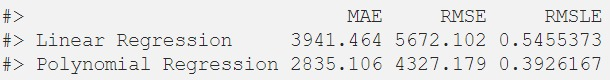 #>                             MAE     RMSE     RMSLE
#> Linear Regression     3941.464 5672.102 0.5455373
#> Polynomial Regression 2835.106 4327.179 0.3926167